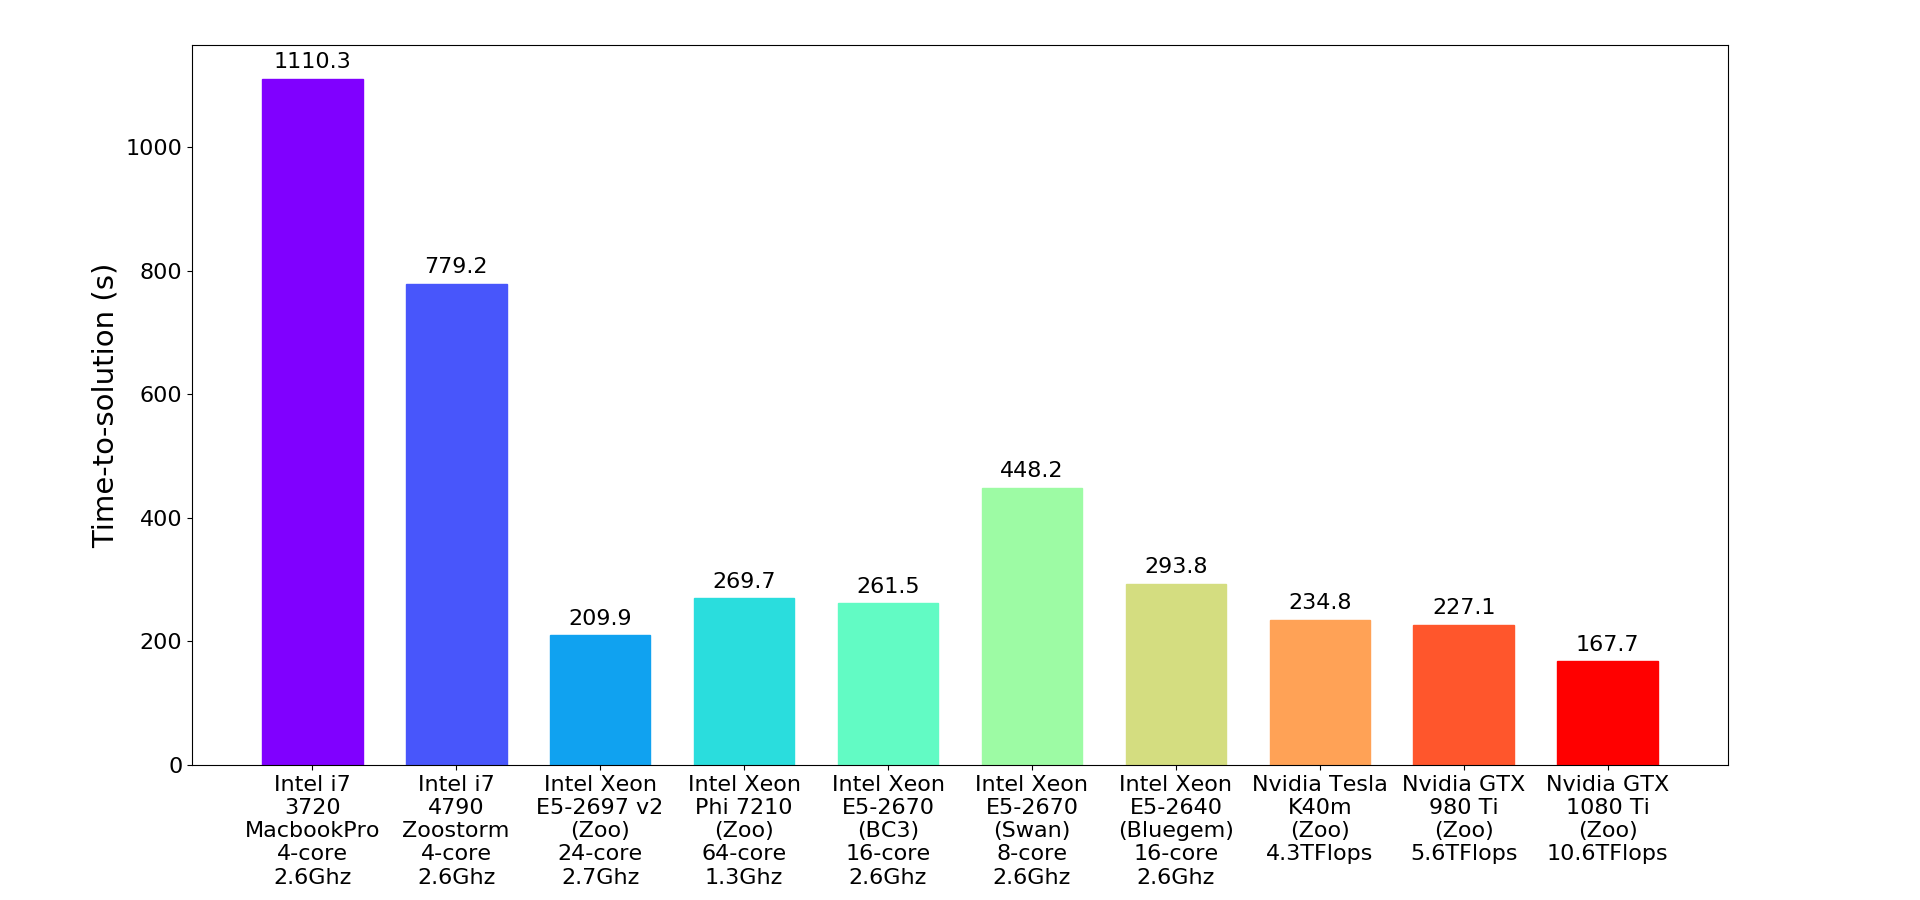 Time-to-solution (s)
1000
800
600
400
200
0
1110.3
779.2
209.9
269.7
261.5
448.2
293.8
234.8
227.1
167.7
Intel i7
3720
MacbookPro
4-core
2.6Ghz
Intel i7
4790
Zoostorm
4-core
2.6Ghz
Intel Xeon
E5-2697 v2
(Zoo)
24-core
2.7Ghz
Intel Xeon
Phi 7210
(Zoo)
64-core
1.3Ghz
Intel Xeon
E5-2670
(BC3)
16-core
2.6Ghz
Intel Xeon
E5-2670
(Swan)
8-core
2.6Ghz
Intel Xeon
E5-2640
(Bluegem)
16-core
2.6Ghz
Nvidia Tesla
K40m
(Zoo)
4.3TFlops
Nvidia GTX
980 Ti
(Zoo)
5.6TFlops
Nvidia GTX
1080 Ti
(Zoo)
10.6TFlops